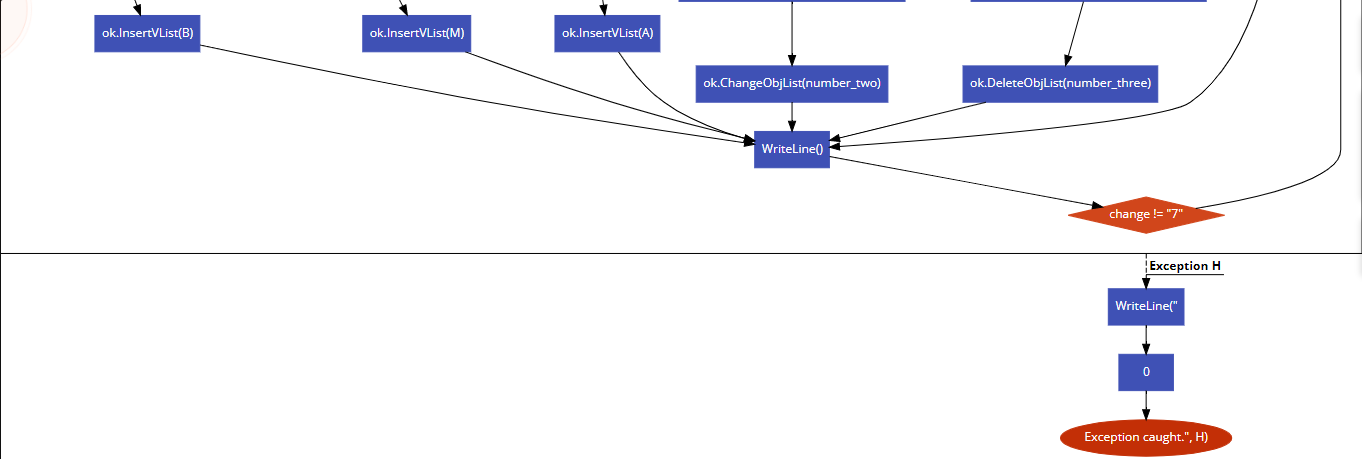 ok.InsertVList(B)
ok.InsertVList(M)
ok.InsertVList(A)
ok.ChangeObjList(number_two)
ok.DeleteObjList(number_three)
WriteLine()
change != "7"
Exception H
WriteLine("
0
Exception caught.", H)